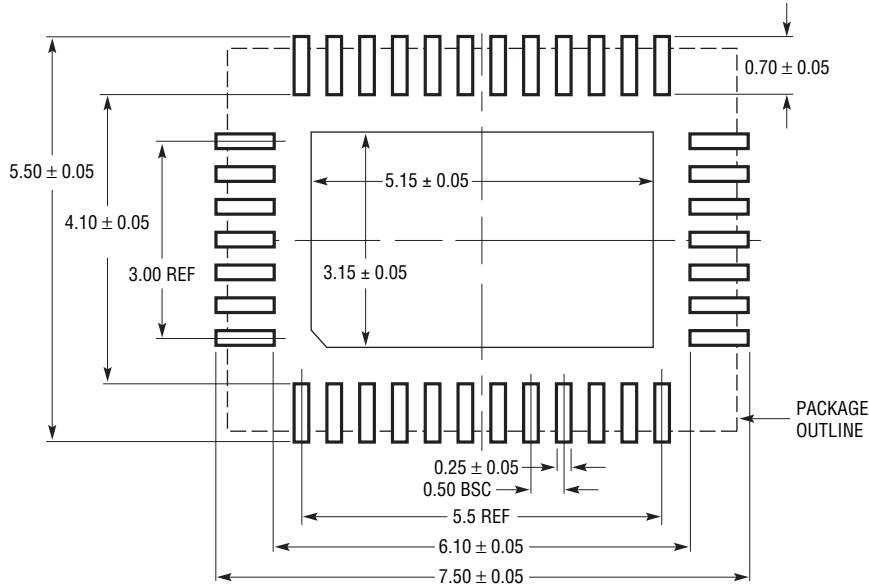 0.70 ± 0.05
5.50 ± 0.05
5.15 ± 0.05
4.10 ± 0.05
3.00 REF
3.15 ± 0.05
PACKAGE
OUTLINE
0.25 ± 0.05
0.50 BSC
5.5 REF
6.10 ± 0.05
7.50 ± 0.05